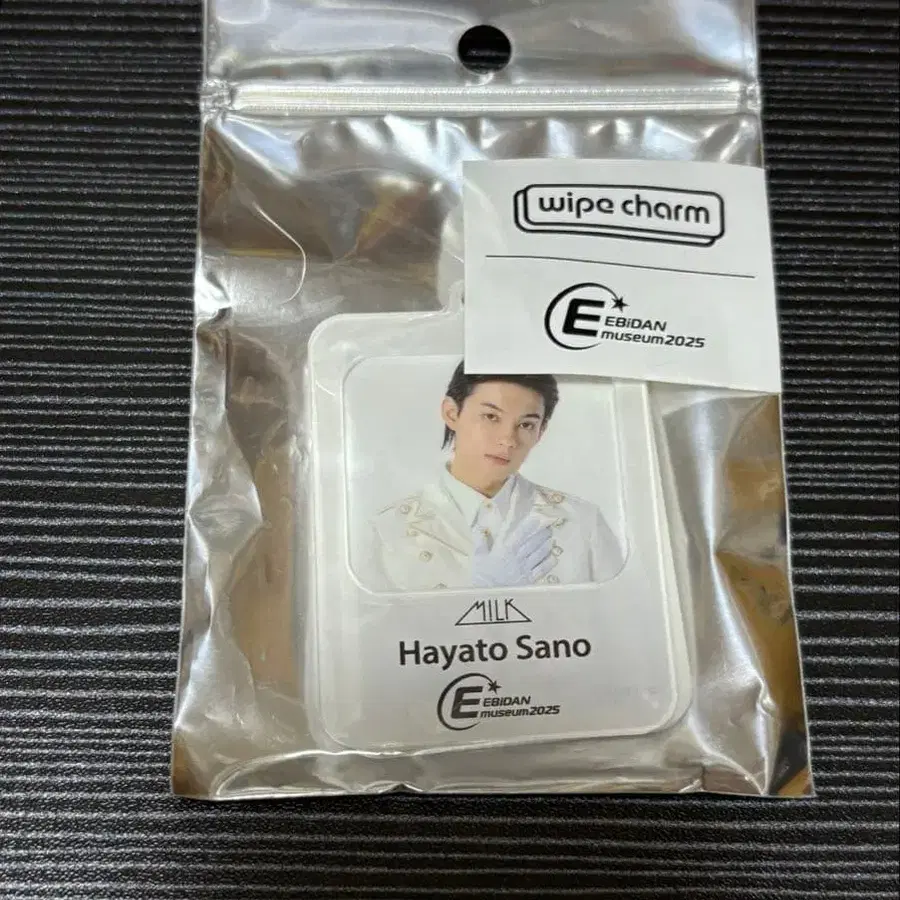 wipe charm
E EBiDAN
museum2025
MILK
Hayato Sano
E EBiDAN
museum2025